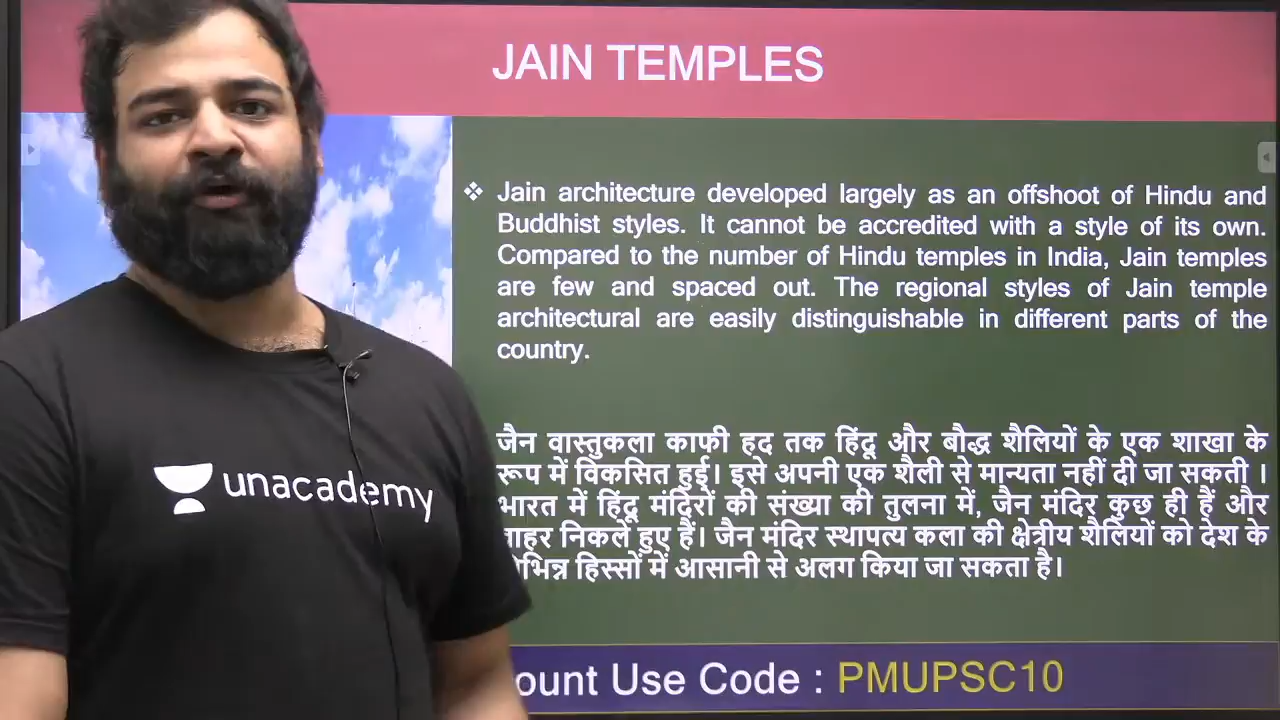 JAIN TEMPLES
❖ Jain architecture developed largely as an offshoot of Hindu and
Buddhist styles. It cannot be accredited with a style of its own.
Compared to the number of Hindu temples in India, Jain temples
are few and spaced out. The regional styles of Jain temple
architectural are easily distinguishable in different parts of the
country.
जैन वास्तुकला काफी हद तक हिंदू और बौद्ध शैलियों के एक शाखा के
रूप में विकसित हुई। इसे अपनी एक शैली से मान्यता नहीं दी जा सकती ।
भारत में हिंदू मंदिरों की संख्या की तुलना में, जैन मंदिर कुछ ही हैं और
निकले हुए हैं। जैन मंदिर स्थापत्य कला की क्षेत्रीय शैलियों को देश के
हिस्सों में आसानी से अलग किया जा सकता है।
unacademy
Use Code : PMUPSC10